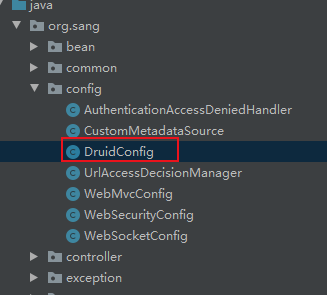 java
org.sang
bean
common
config
AuthenticationAccessDeniedHandler
CustomMetadataSource
DruidConfig
UrlAccessDecisionManager
WebMvcConfig
WebSecurityConfig
WebSocketConfig
controller
exception